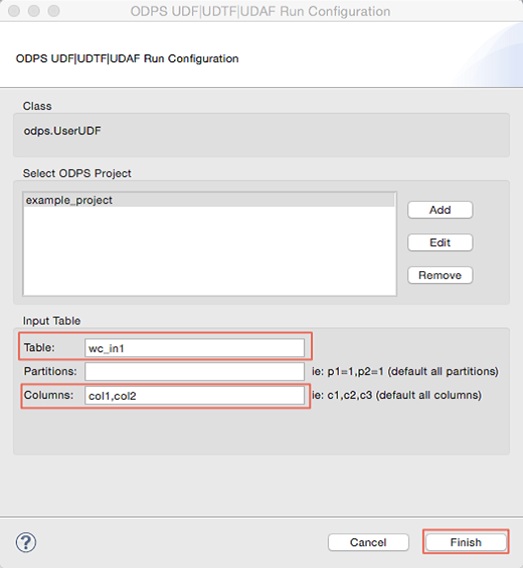 ODPS UDF|UDTF|UDAF Run Configuration
ODPS UDF|UDTF|UDAF Run Configuration
Class
odps.UserUDF
Select ODPS Project
example_project
Add
Edit
Remove
Input Table
Table: wc_in1
Partitions: ie: p1=1,p2=1 (default all partitions)
Columns: col1,col2 ie: c1,c2,c3 (default all columns)
? Cancel Finish